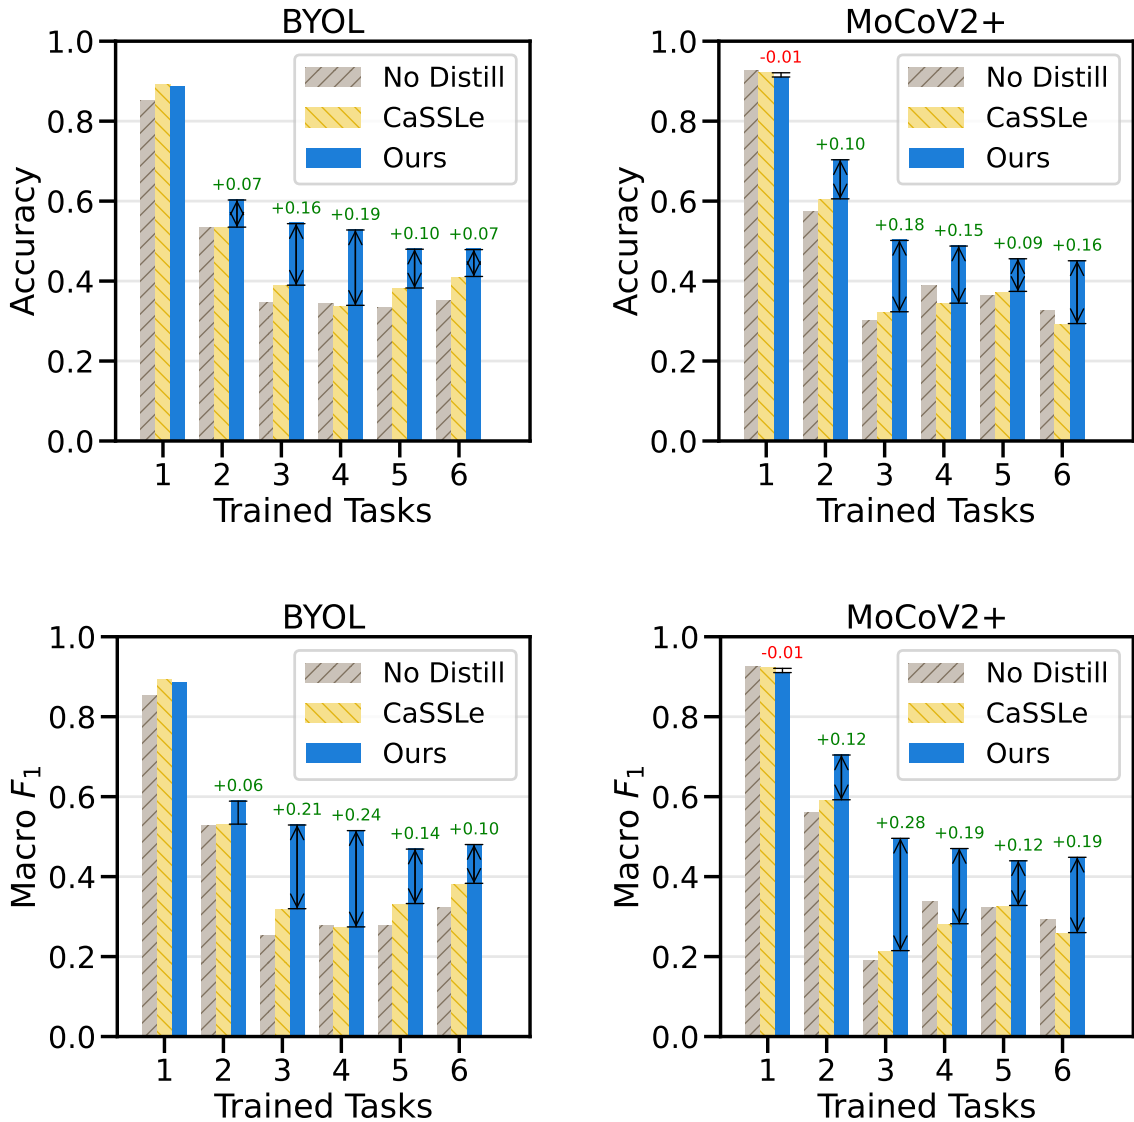 BYOL
1.0
0.8
0.6
0.4
0.2
0.0
Accuracy
No Distill
CaSSLe
Ours
+0.07
+0.16
+0.19
+0.10
+0.07
1 2 3 4 5 6
Trained Tasks
MoCoV2+
1.0
0.8
0.6
0.4
0.2
0.0
Accuracy
No Distill
CaSSLe
Ours
-0.01
+0.10
+0.18
+0.15
+0.09
+0.16
1 2 3 4 5 6
Trained Tasks
BYOL
1.0
0.8
0.6
0.4
0.2
0.0
Macro F₁
No Distill
CaSSLe
Ours
+0.06
+0.21
+0.24
+0.14
+0.10
1 2 3 4 5 6
Trained Tasks
MoCoV2+
1.0
0.8
0.6
0.4
0.2
0.0
Macro F₁
No Distill
CaSSLe
Ours
-0.01
+0.12
+0.28
+0.19
+0.12
+0.19
1 2 3 4 5 6
Trained Tasks